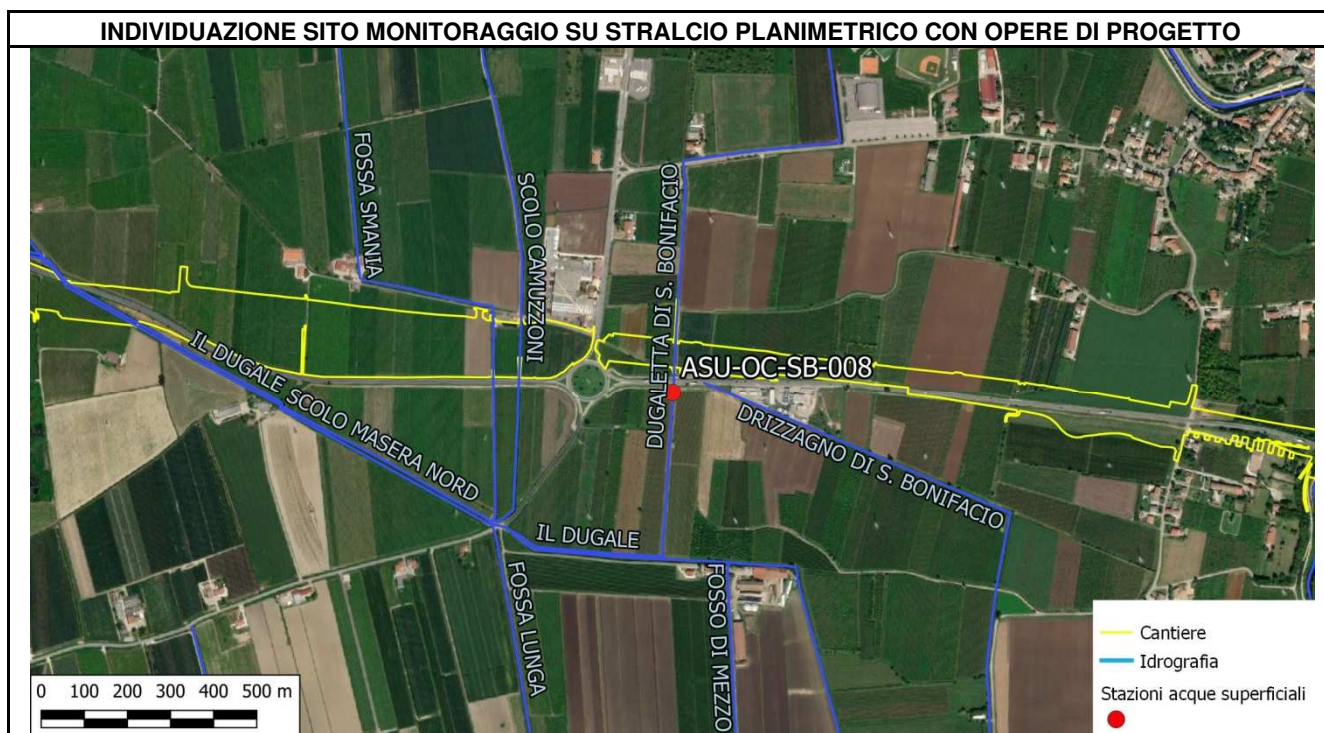 INDIVIDUAZIONE SITO MONITORAGGIO SU STRALCIO PLANIMETRICO CON OPERE DI PROGETTO
FOSSA SMANIA
SCOLO CAMUZZONI
DUGALETTA DI S. BONIFACIO
ASU-OC-SB-008
DRIZZAGNO DI S. BONIFACIO
IL DUGALE SCOLO MASERA NORD
IL DUGALE
FOSSA LUNGA
FOSSO DI MEZZO
0 100 200 300 400 500 m
Cantiere
Idrografia
Stazioni acque superficiali